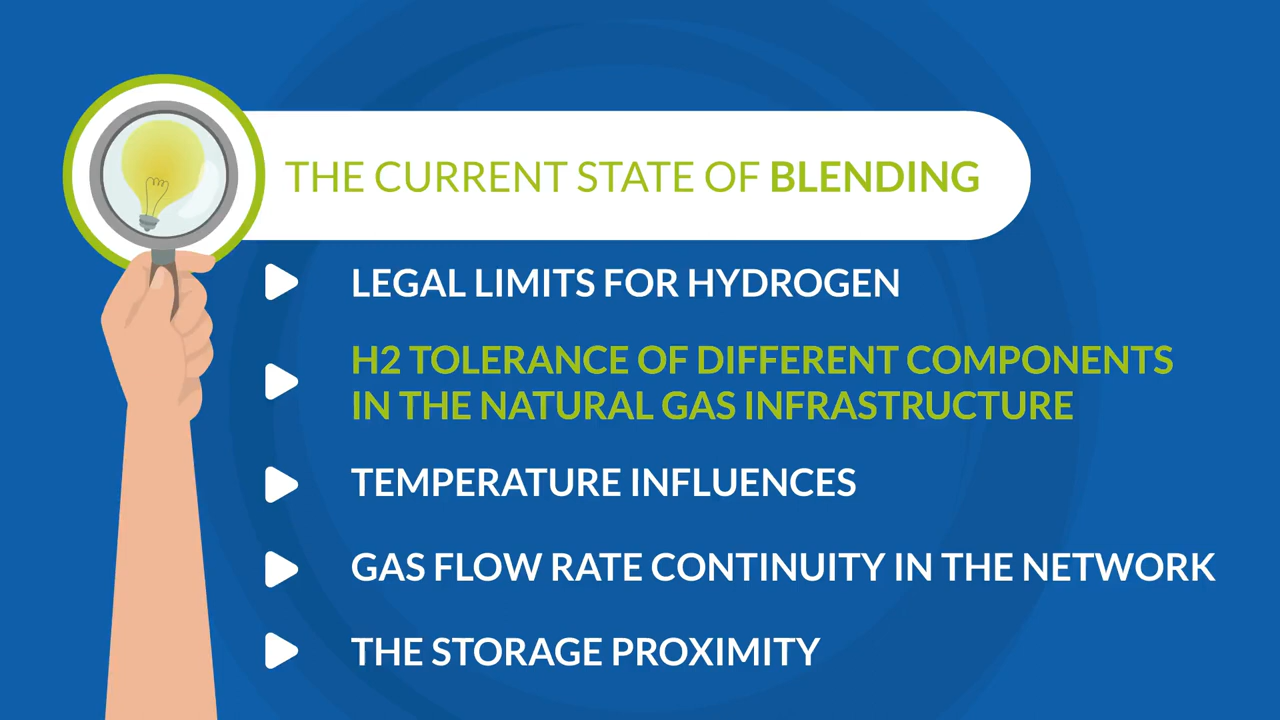 THE CURRENT STATE OF BLENDING
LEGAL LIMITS FOR HYDROGEN
H2 TOLERANCE OF DIFFERENT COMPONENTS
IN THE NATURAL GAS INFRASTRUCTURE
TEMPERATURE INFLUENCES
GAS FLOW RATE CONTINUITY IN THE NETWORK
THE STORAGE PROXIMITY